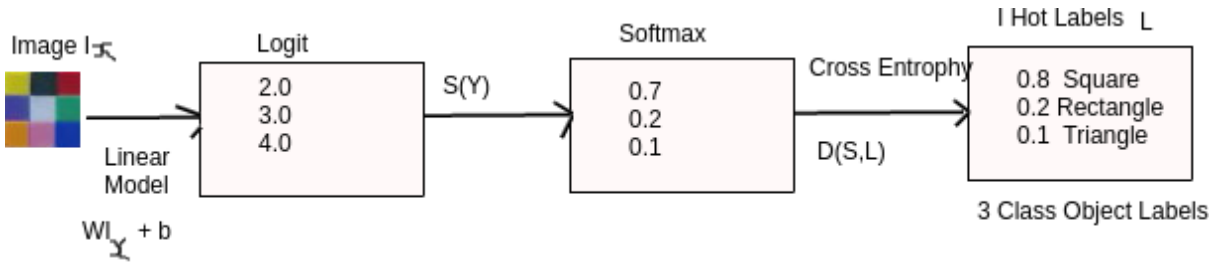 Image I
Linear
Model
WI + b
Logit
2.0
3.0
4.0
S(Y)
Softmax
0.7
0.2
0.1
Cross Entrophy
D(S,L)
I Hot Labels L
0.8 Square
0.2 Rectangle
0.1 Triangle
3 Class Object Labels